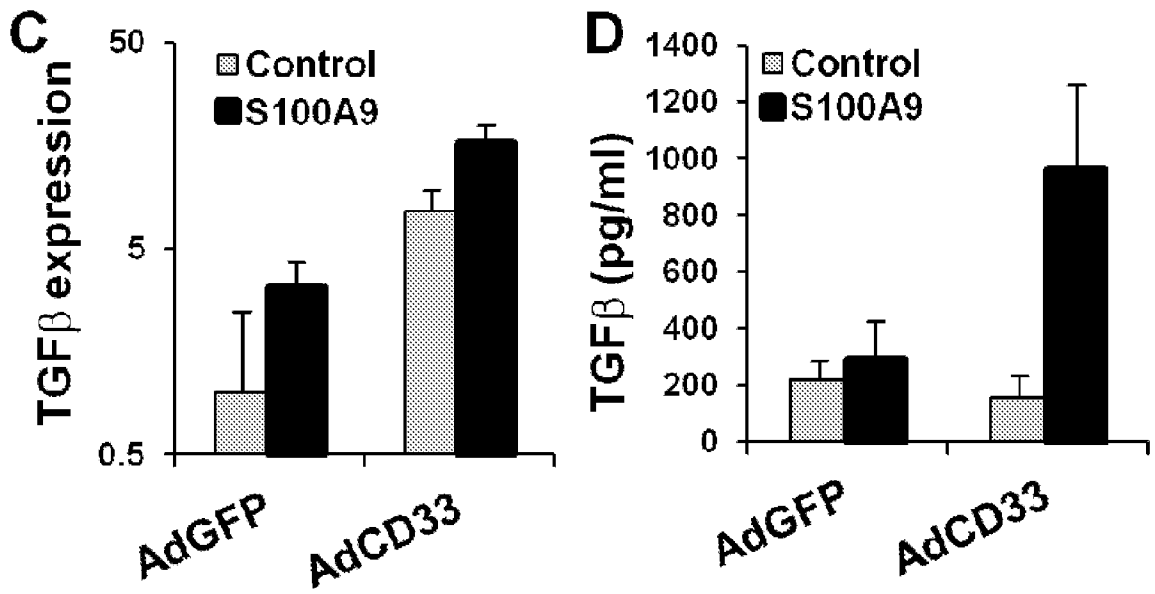 C
TGFβ expression
50
5
0.5
Control
S100A9
AdGFP
AdCD33
D
TGFβ (pg/ml)
1400
1200
1000
800
600
400
200
0
Control
S100A9
AdGFP
AdCD33